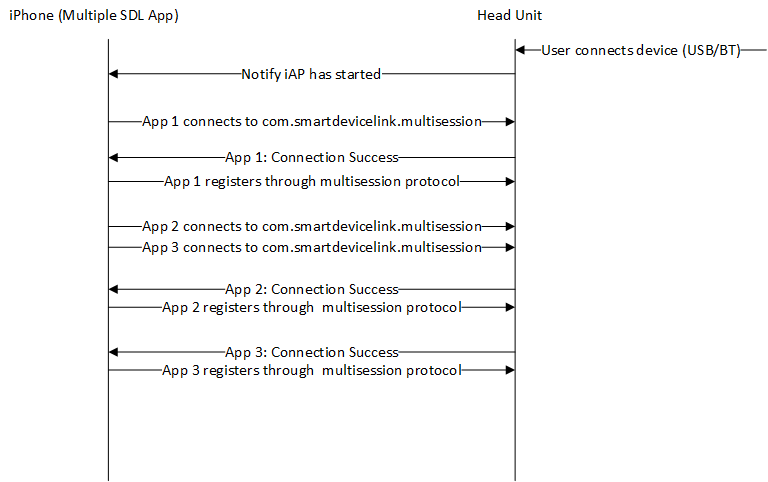 iPhone (Multiple SDL App)
Head Unit
User connects device (USB/BT)
Notify iAP has started
App 1 connects to com.smartdevicelink.multisession
App 1: Connection Success
App 1 registers through multisession protocol
App 2 connects to com.smartdevicelink.multisession
App 3 connects to com.smartdevicelink.multisession
App 2: Connection Success
App 2 registers through  multisession protocol
App 3: Connection Success
App 3 registers through  multisession protocol